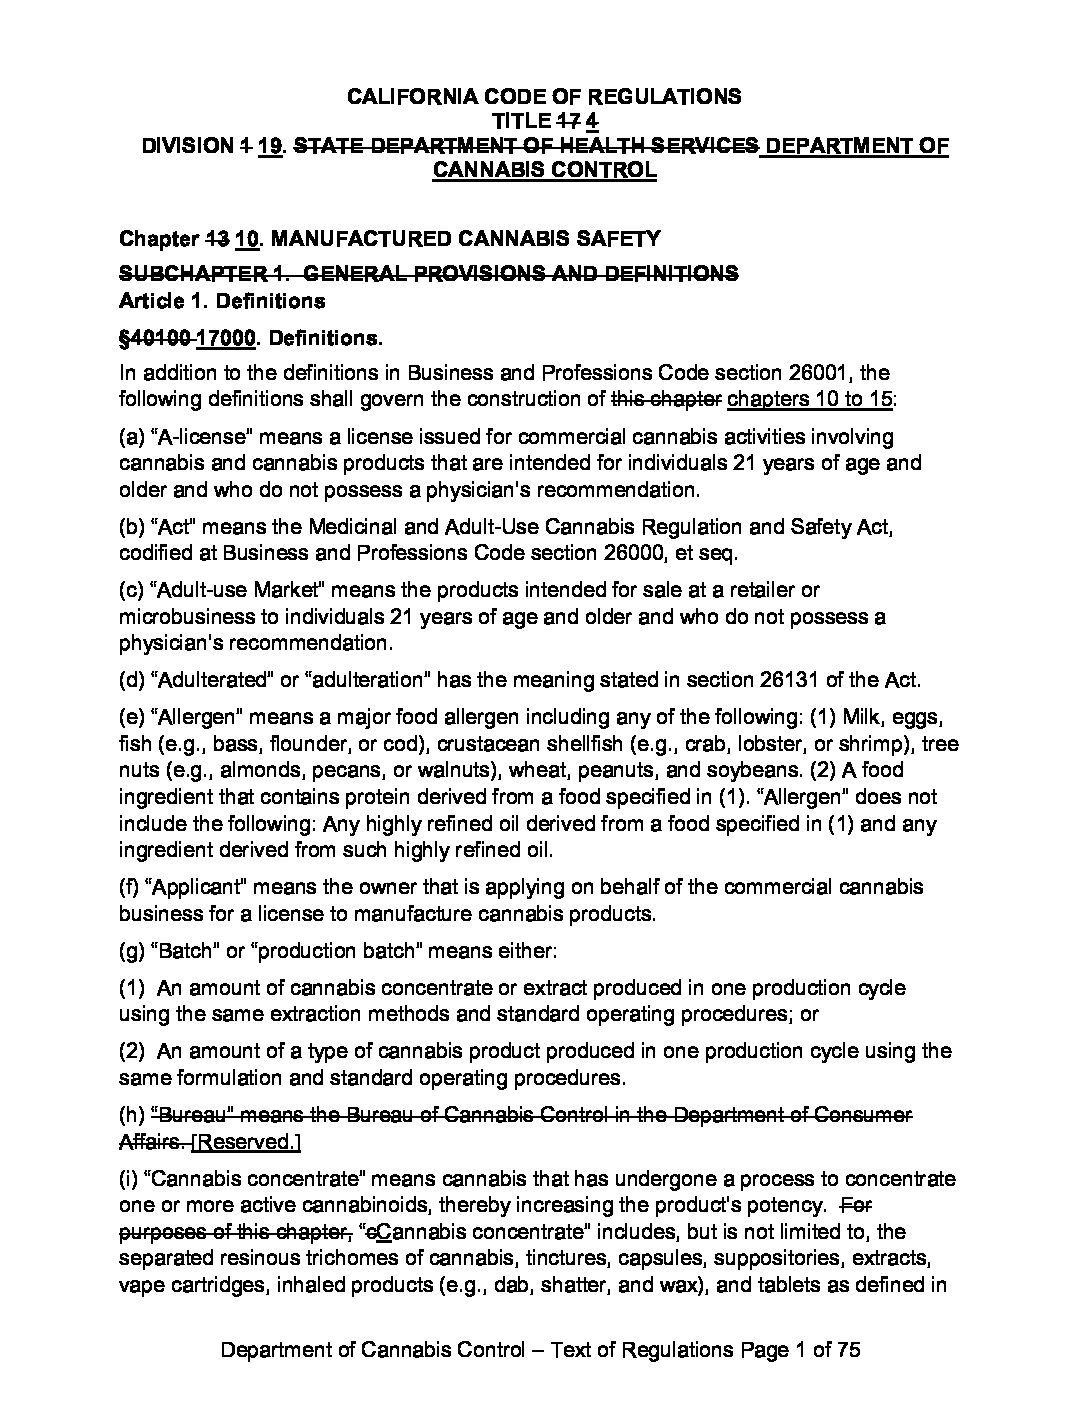 CALIFORNIA CODE OF REGULATIONS
TITLE 17 4
DIVISION 1 19. STATE DEPARTMENT OF HEALTH SERVICES DEPARTMENT OF
CANNABIS CONTROL
Chapter 13 10. MANUFACTURED CANNABIS SAFETY
SUBCHAPTER 1.  GENERAL PROVISIONS AND DEFINITIONS
Article 1. Definitions
§40100 17000. Definitions.
In addition to the definitions in Business and Professions Code section 26001, the
following definitions shall govern the construction of this chapter chapters 10 to 15:
(a) “A-license” means a license issued for commercial cannabis activities involving
cannabis and cannabis products that are intended for individuals 21 years of age and
older and who do not possess a physician's recommendation.
(b) “Act” means the Medicinal and Adult-Use Cannabis Regulation and Safety Act,
codified at Business and Professions Code section 26000, et seq.
(c) “Adult-use Market” means the products intended for sale at a retailer or
microbusiness to individuals 21 years of age and older and who do not possess a
physician's recommendation.
(d) “Adulterated” or “adulteration” has the meaning stated in section 26131 of the Act.
(e) “Allergen” means a major food allergen including any of the following: (1) Milk, eggs,
fish (e.g., bass, flounder, or cod), crustacean shellfish (e.g., crab, lobster, or shrimp), tree
nuts (e.g., almonds, pecans, or walnuts), wheat, peanuts, and soybeans. (2) A food
ingredient that contains protein derived from a food specified in (1). “Allergen” does not
include the following: Any highly refined oil derived from a food specified in (1) and any
ingredient derived from such highly refined oil.
(f) “Applicant” means the owner that is applying on behalf of the commercial cannabis
business for a license to manufacture cannabis products.
(g) “Batch” or “production batch” means either:
(1)  An amount of cannabis concentrate or extract produced in one production cycle
using the same extraction methods and standard operating procedures; or
(2)  An amount of a type of cannabis product produced in one production cycle using the
same formulation and standard operating procedures.
(h) “Bureau” means the Bureau of Cannabis Control in the Department of Consumer
Affairs. [Reserved.]
(i) “Cannabis concentrate” means cannabis that has undergone a process to concentrate
one or more active cannabinoids, thereby increasing the product's potency.  For
purposes of this chapter, “cCannabis concentrate” includes, but is not limited to, the
separated resinous trichomes of cannabis, tinctures, capsules, suppositories, extracts,
vape cartridges, inhaled products (e.g., dab, shatter, and wax), and tablets as defined in
Department of Cannabis Control – Text of Regulations Page 1 of 75